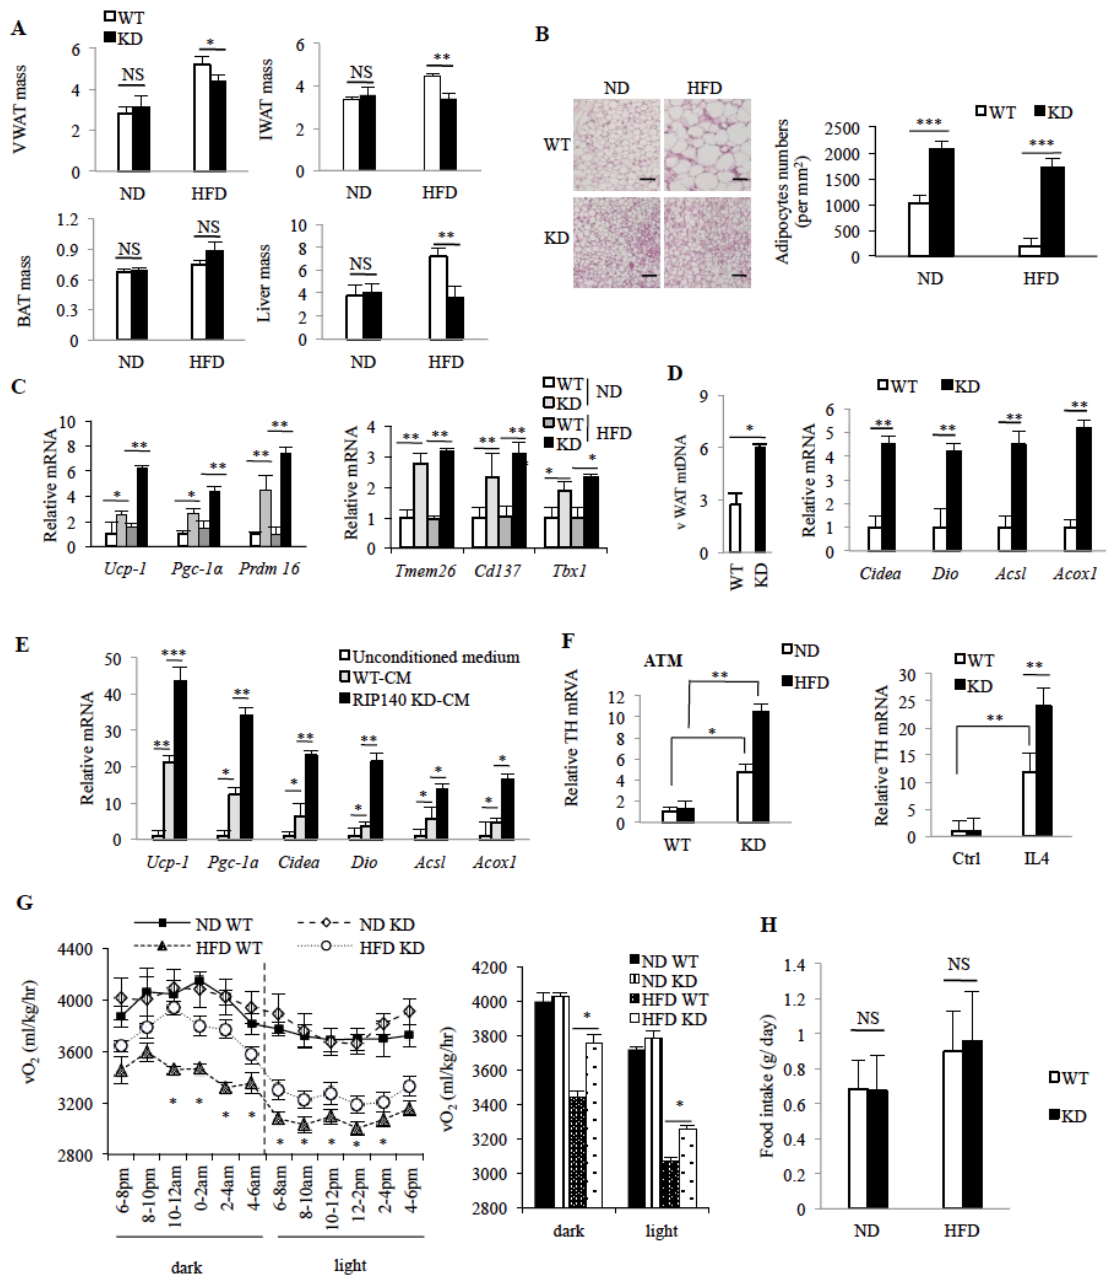 A
WT
KD
VWAT mass
6
4
2
0
NS
*
ND
HFD
IWAT mass
6
4
2
0
NS
**
ND
HFD
BAT mass
1.2
0.9
0.6
0.3
0
NS
NS
ND
HFD
Liver mass
10
8
6
4
2
0
NS
**
ND
HFD
B
ND
HFD
WT
KD
WT
KD
Adipocytes numbers
(per mm2)
2500
2000
1500
1000
500
0
***
***
ND
HFD
C
Relative mRNA
10
8
6
4
2
0
*
**
*
**
**
**
Ucp-1
Pgc-1α
Prdm 16
WT
KD
ND
WT
KD
HFD
Relative mRNA
4
3
2
1
0
**
**
**
**
*
*
Tmem26
Cd137
Tbx1
D
v WAT mtDNA
9
6
3
0
*
WT
KD
WT
KD
Relative mRNA
6
5
4
3
2
1
0
**
**
**
**
Cidea
Dio
Acsl
Acox1
E
Unconditioned medium
WT-CM
RIP140 KD-CM
Relative mRNA
50
40
30
20
10
0
**
***
*
**
*
**
*
**
*
*
*
*
Ucp-1
Pgc-1a
Cidea
Dio
Acsl
Acox1
F
ATM
ND
HFD
Relative TH mRVA
12
10
8
6
4
2
0
**
*
WT
KD
WT
KD
Relative TH mRNA
30
25
20
15
10
5
0
**
**
Ctrl
IL4
G
ND WT
ND KD
HFD WT
HFD KD
vO2 (ml/kg/hr)
4400
4000
3600
3200
2800
* * * *
* * * * *
6-8pm
8-10pm
10-12am
0-2am
2-4am
4-6am
6-8am
8-10am
10-12pm
12-2pm
2-4pm
4-6pm
dark
light
ND WT
ND KD
HFD WT
HFD KD
vO2 (ml/kg/hr)
4200
4000
3800
3600
3400
3200
3000
2800
*
*
dark
light
H
Food intake (g/ day)
1.4
1.2
1
0.8
0.6
0.4
0.2
0
NS
NS
WT
KD
ND
HFD